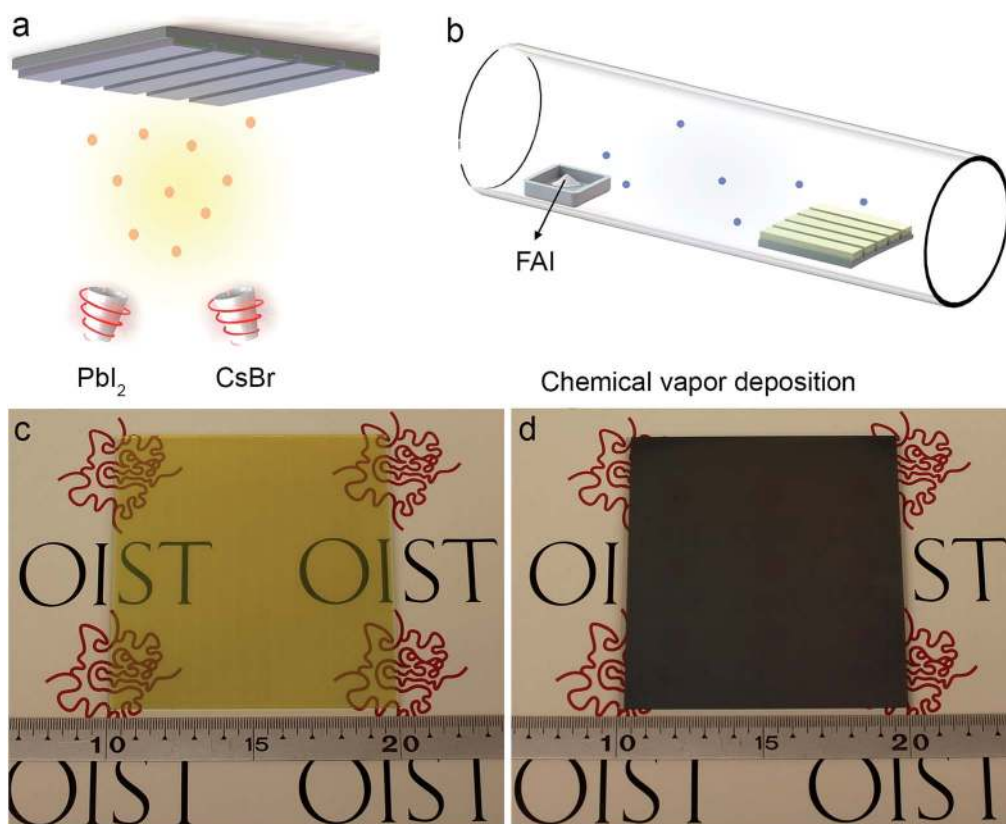 a
b
FAI
PbI₂
CsBr
Chemical vapor deposition
c
d
OIST OIST
OI ST
10 15 20
10 15 20
OIST OIST
OIST OIST